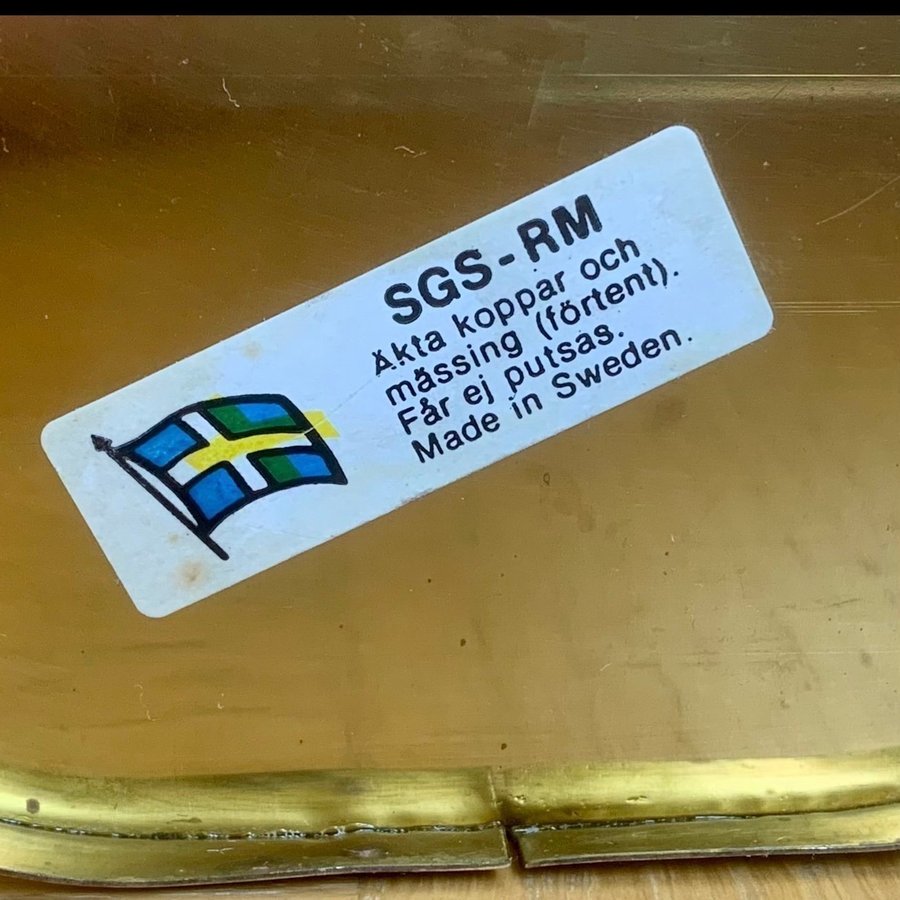 SGS-RM
Äkta koppar och
mässing (förtent).
Får ej putsas.
Made in Sweden.